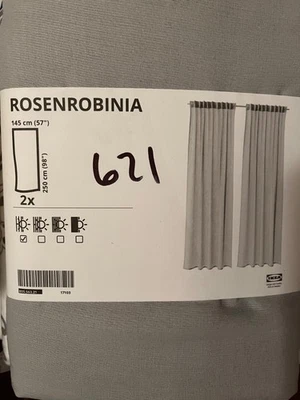 ROSENROBINIA
145 cm (57")
250 cm (98")
2x
621
IKEA